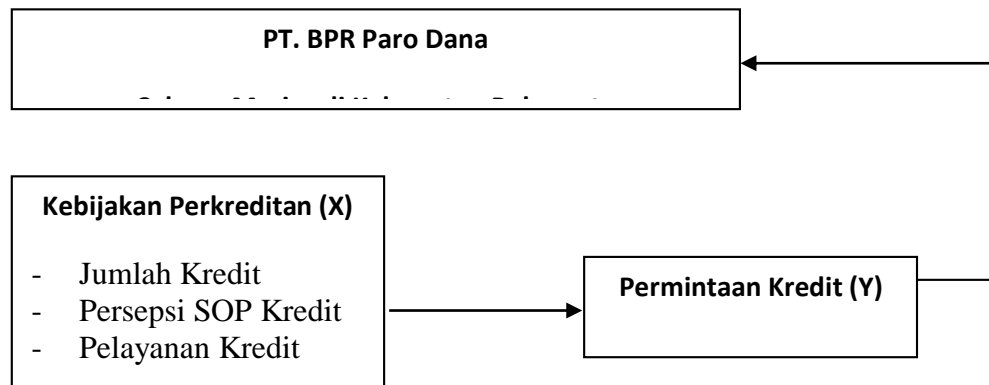 PT. BPR Paro Dana
Kebijakan Perkreditan (X)
- Jumlah Kredit
- Persepsi SOP Kredit
- Pelayanan Kredit
Permintaan Kredit (Y)